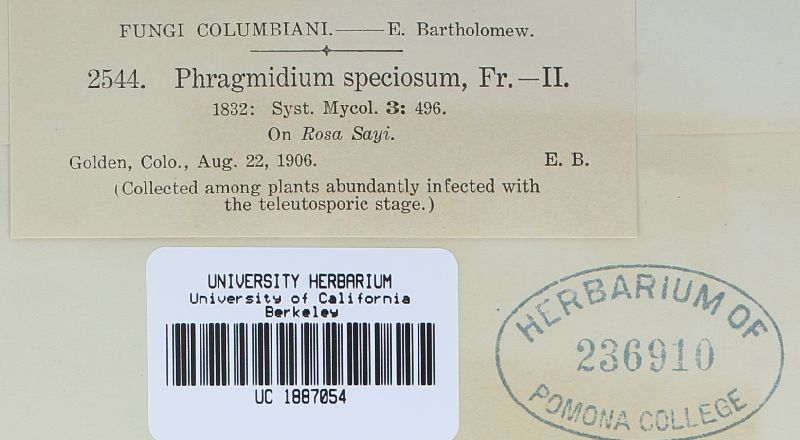 FUNGI COLUMBIANI.——E. Bartholomew.
2544. Phragmidium speciosum, Fr.—II.
1832: Syst. Mycol. 3: 496.
On Rosa Sayi.
Golden, Colo., Aug. 22, 1906. E. B.
(Collected among plants abundantly infected with
the teleutosporic stage.)
UNIVERSITY HERBARIUM
University of California
Berkeley
UC 1887054
HERBARIUM OF
236910
POMONA COLLEGE